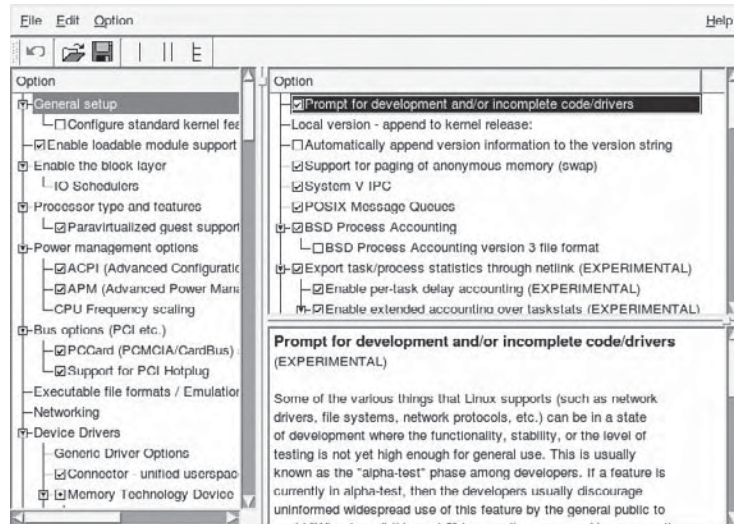 File Edit Option Help
Option
General setup
Configure standard kernel fea
Enable loadable module support
Enable the block layer
IO Schedulers
Processor type and features
Paravirtualized guest support
Power management options
ACPI (Advanced Configuratic
APM (Advanced Power Mana
CPU Frequency scaling
Bus options (PCI etc.)
PCCard (PCMCIA/CardBus)
Support for PCI Hotplug
Executable file formats / Emulation
Networking
Device Drivers
Generic Driver Options
Connector - unified userspac
Memory Technology Device
Option
Prompt for development and/or incomplete code/drivers
Local version - append to kernel release:
Automatically append version information to the version string
Support for paging of anonymous memory (swap)
System V IPC
POSIX Message Queues
BSD Process Accounting
BSD Process Accounting version 3 file format
Export task/process statistics through netlink (EXPERIMENTAL)
Enable per-task delay accounting (EXPERIMENTAL)
Enable extended accounting over taskstats (EXPERIMENTAL)
Prompt for development and/or incomplete code/drivers
(EXPERIMENTAL)
Some of the various things that Linux supports (such as network
drivers, file systems, network protocols, etc.) can be in a state
of development where the functionality, stability, or the level of
testing is not yet high enough for general use. This is usually
known as the "alpha-test" phase among developers. If a feature is
currently in alpha-test, then the developers usually discourage
uninformed widespread use of this feature by the general public to